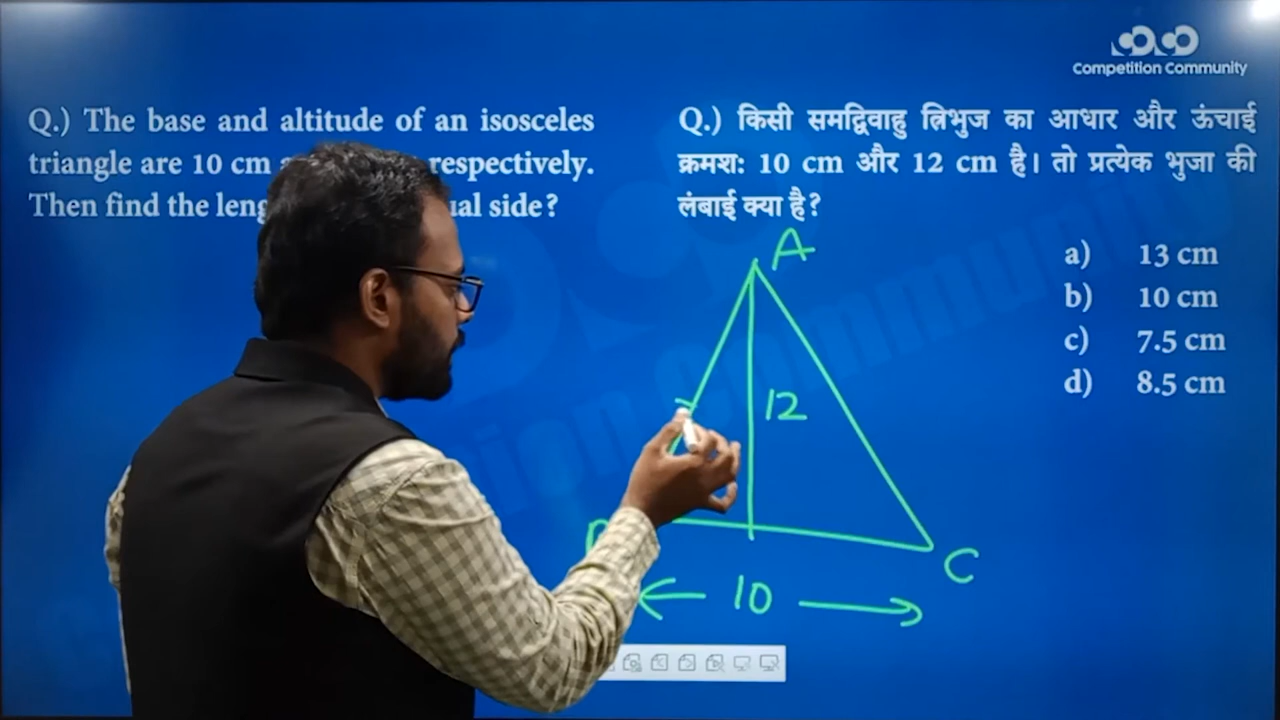 Competition Community
Q.) The base and altitude of an isosceles
triangle are 10 cm respectively.
Then find the side?
Q.) किसी समद्विवाहु त्रिभुज का आधार और ऊंचाई
क्रमश: 10 cm और 12 cm है। तो प्रत्येक भुजा की
लंबाई क्या है?
a) 13 cm
b) 10 cm
c) 7.5 cm
d) 8.5 cm
A
12
C
10